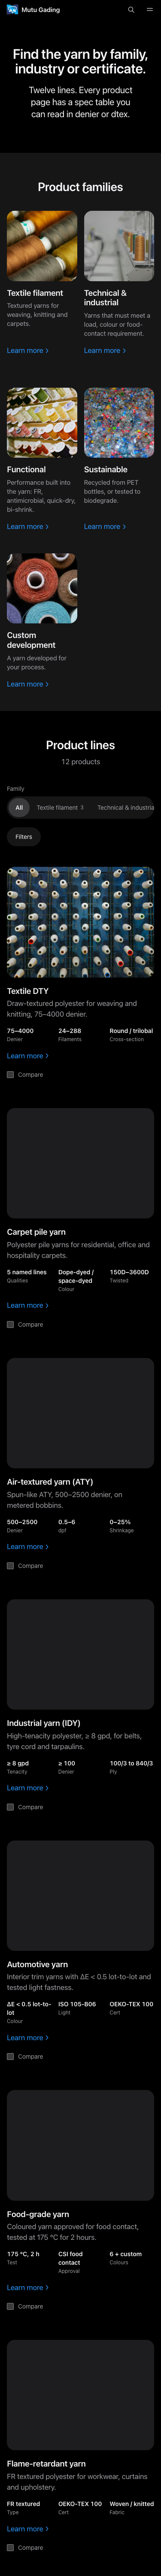 Mutu Gading
Find the yarn by family,
industry or certificate.
Twelve lines. Every product
page has a spec table you
can read in denier or dtex.
Product families
Textile filament
Textured yarns for
weaving, knitting and
carpets.
Learn more >
Technical &
industrial
Yarns that must meet a
load, colour or food-
contact requirement.
Learn more >
Functional
Performance built into
the yarn: FR,
antimicrobial, quick-dry,
bi-shrink.
Learn more >
Sustainable
Recycled from PET
bottles, or tested to
biodegrade.
Learn more >
Custom
development
A yarn developed for
your process.
Learn more >
Product lines
12 products
Family
All Textile filament 3 Technical & industria
Filters
Textile DTY
Draw-textured polyester for weaving and
knitting, 75–4000 denier.
75–4000 24–288 Round / trilobal
Denier Filaments Cross-section
Learn more >
Compare
Carpet pile yarn
Polyester pile yarns for residential, office and
hospitality carpets.
5 named lines
Qualities
Dope-dyed /
space-dyed
Colour
150D–3600D
Twisted
Learn more >
Compare
Air-textured yarn (ATY)
Spun-like ATY, 500–2500 denier, on
metered bobbins.
500–2500 0.5–6 0–25%
Denier dpf Shrinkage
Learn more >
Compare
Industrial yarn (IDY)
High-tenacity polyester, ≥ 8 gpd, for belts,
tyre cord and tarpaulins.
≥ 8 gpd ≥ 100 100/3 to 840/3
Tenacity Denier Ply
Learn more >
Compare
Automotive yarn
Interior trim yarns with ΔE < 0.5 lot-to-lot and
tested light fastness.
ΔE < 0.5 lot-to-
lot
Colour
ISO 105-B06
Light
OEKO-TEX 100
Cert
Learn more >
Compare
Food-grade yarn
Coloured yarn approved for food contact,
tested at 175 °C for 2 hours.
175 °C, 2 h
Test
CSI food
contact
Approval
6 + custom
Colours
Learn more >
Compare
Flame-retardant yarn
FR textured polyester for workwear, curtains
and upholstery.
FR textured OEKO-TEX 100 Woven / knitted
Type Cert Fabric
Learn more >
Compare